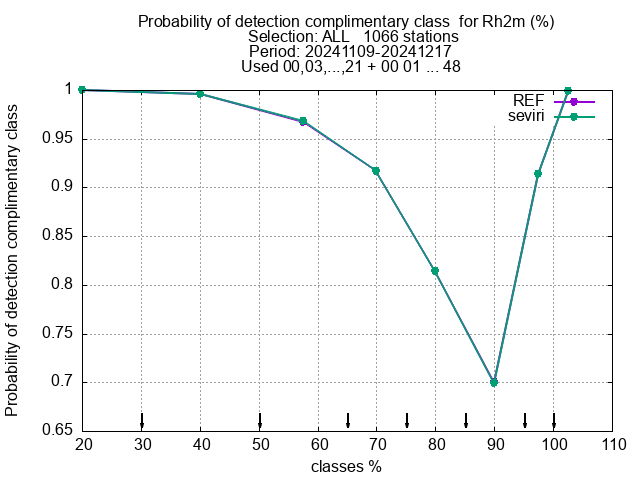 Probability of detection complimentary class  for Rh2m (%)
Selection: ALL   1066 stations
Period: 20241109-20241217
Used 00,03,...,21 + 00 01 ... 48
REF
seviri
Probability of detection complimentary class
1
0.95
0.9
0.85
0.8
0.75
0.7
0.65
20 30 40 50 60 70 80 90 100 110
classes %